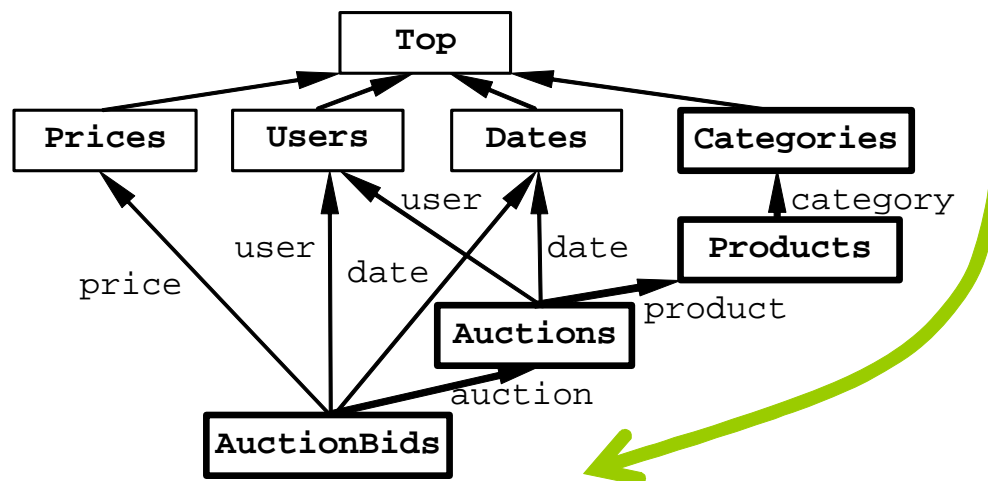 Top
Prices
Users
Dates
Categories
user
category
user
date
Products
price
date
product
Auctions
auction
AuctionBids